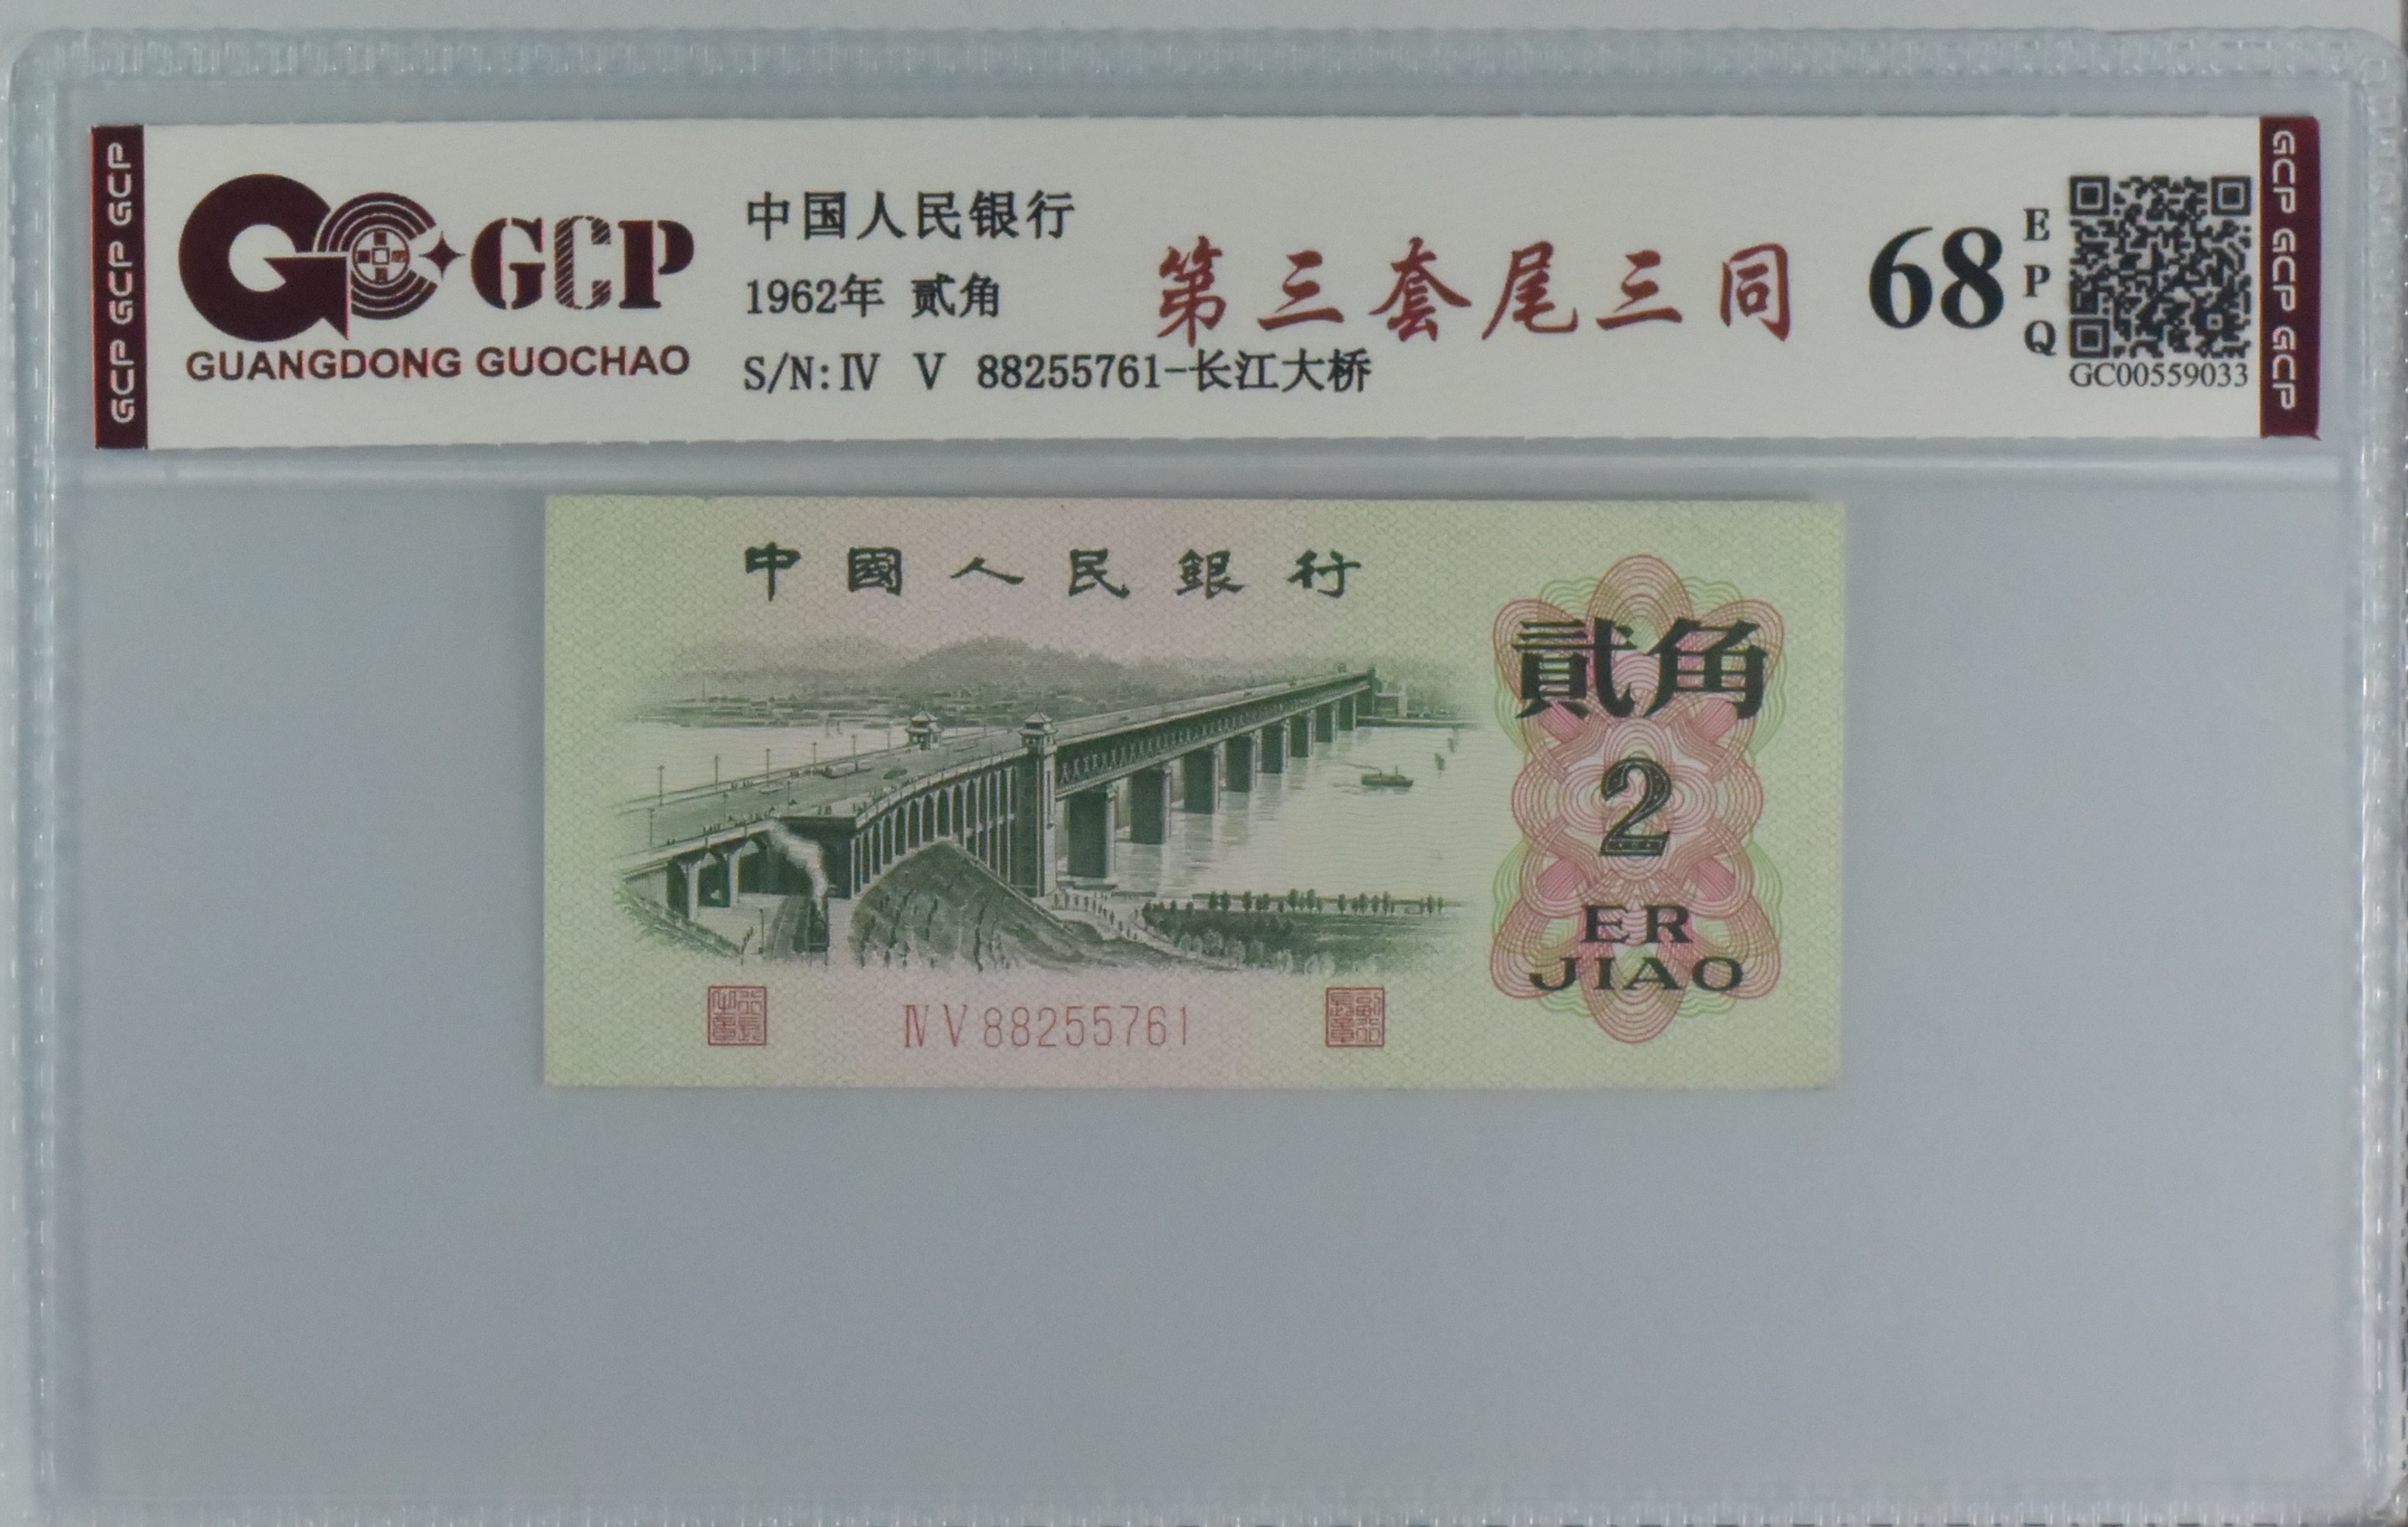 GCP GCP GCP
GCP
GUANGDONG GUOCHAO
中国人民银行
1962年 贰角
S/N:Ⅳ Ⅴ 88255761-长江大桥
第三套尾三同
68
EPQ
GC00559033
GCP GCP GCP
中國人民銀行
貳角
2
ER
JIAO
ⅣⅤ88255761